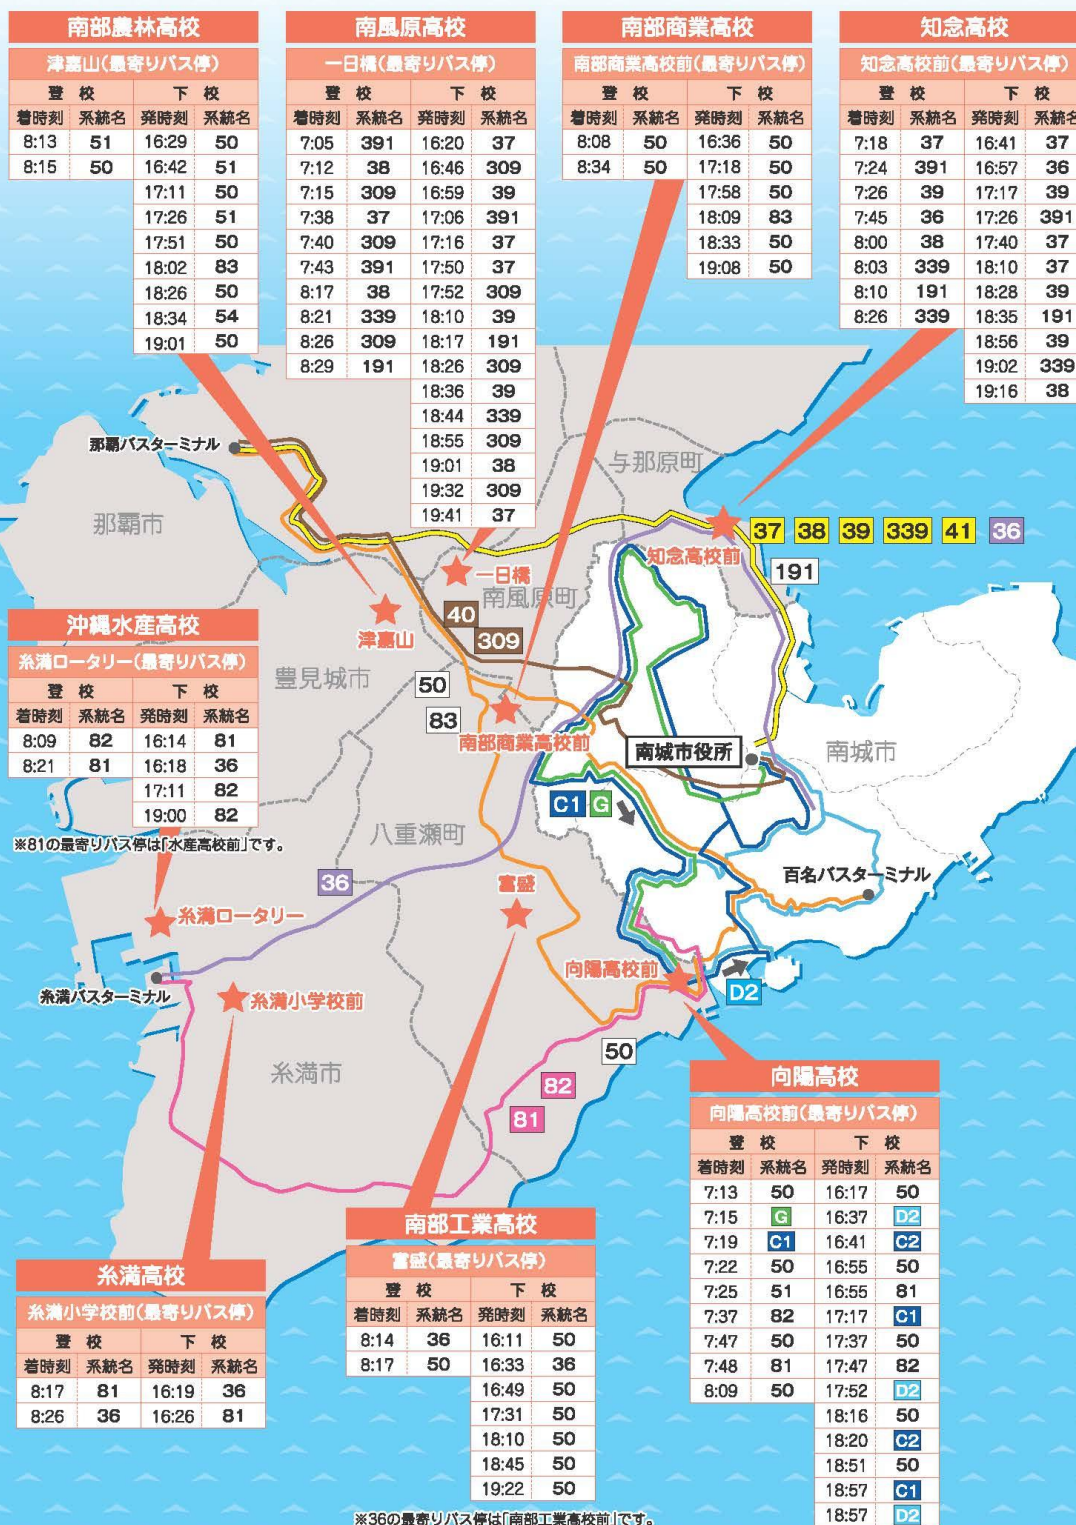 南部農林高校
津嘉山(最寄りバス停)
登 校 下 校
着時刻 系統名 発時刻 系統名
8:13 51 16:29 50
8:15 50 16:42 51
17:11 50
17:26 51
17:51 50
18:02 83
18:26 50
18:34 54
19:01 50
南風原高校
一日橋(最寄りバス停)
登 校 下 校
着時刻 系統名 発時刻 系統名
7:05 391 16:20 37
7:12 38 16:46 309
7:15 309 16:59 39
7:38 37 17:06 391
7:40 309 17:16 37
7:43 391 17:50 37
8:17 38 17:52 309
8:21 339 18:10 39
8:26 309 18:17 191
8:29 191 18:26 309
18:36 39
18:44 339
18:55 309
19:01 38
19:32 309
19:41 37
南部商業高校
南部商業高校前(最寄りバス停)
登 校 下 校
着時刻 系統名 発時刻 系統名
8:08 50 16:36 50
8:34 50 17:18 50
17:58 50
18:09 83
18:33 50
19:08 50
知念高校
知念高校前(最寄りバス停)
登 校 下 校
着時刻 系統名 発時刻 系統名
7:18 37 16:41 37
7:24 391 16:57 36
7:26 39 17:17 39
7:45 36 17:26 391
8:00 38 17:40 37
8:03 339 18:10 37
8:10 191 18:28 39
8:26 339 18:35 191
18:56 39
19:02 339
19:16 38
那覇バスターミナル
与那原町
那覇市
知念高校前
37 38 39 339 41 36
191
一日橋
南風原町
津嘉山
40
309
沖縄水産高校
糸満ロータリー(最寄りバス停)
登 校 下 校
着時刻 系統名 発時刻 系統名
8:09 82 16:14 81
8:21 81 16:18 36
17:11 82
19:00 82
※81の最寄りバス停は「水産高校前」です。
豊見城市
50
83
南部商業高校前
南城市役所
南城市
C1 G
八重瀬町
36
富盛
百名バスターミナル
糸満ロータリー
向陽高校前
D2
糸満バスターミナル
糸満小学校前
50
糸満市
82
81
向陽高校
向陽高校前(最寄りバス停)
登 校 下 校
着時刻 系統名 発時刻 系統名
7:13 50 16:17 50
7:15 G 16:37 D2
7:19 C1 16:41 C2
7:22 50 16:55 50
7:25 51 16:55 81
7:37 82 17:17 C1
7:47 50 17:37 50
7:48 81 17:47 82
8:09 50 17:52 D2
18:16 50
18:20 C2
18:51 50
18:57 C1
18:57 D2
南部工業高校
富盛(最寄りバス停)
登 校 下 校
着時刻 系統名 発時刻 系統名
8:14 36 16:11 50
8:17 50 16:33 36
16:49 50
17:31 50
18:10 50
18:45 50
19:22 50
※36の最寄りバス停は「南部工業高校前」です。
糸満高校
糸満小学校前(最寄りバス停)
登 校 下 校
着時刻 系統名 発時刻 系統名
8:17 81 16:19 36
8:26 36 16:26 81